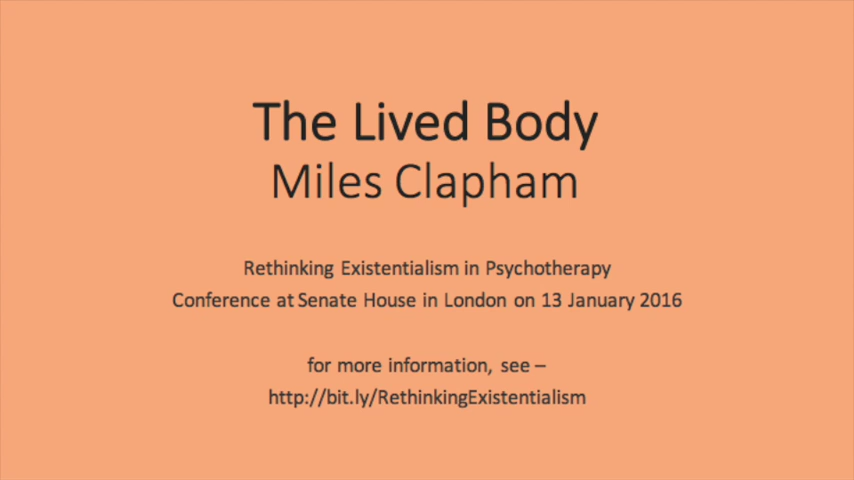 The Lived Body
Miles Clapham
Rethinking Existentialism in Psychotherapy
Conference at Senate House in London on 13 January 2016
for more information, see –
http://bit.ly/RethinkingExistentialism